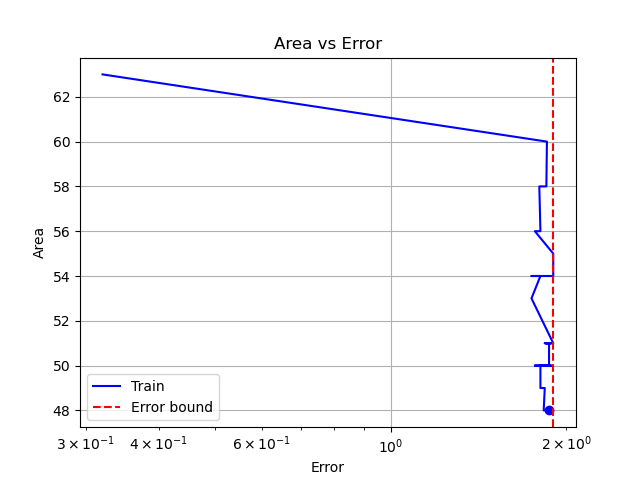 Area vs Error
Area
62
60
58
56
54
52
50
48
Train
Error bound
3 × 10⁻¹
4 × 10⁻¹
6 × 10⁻¹
10⁰
2 × 10⁰
Error